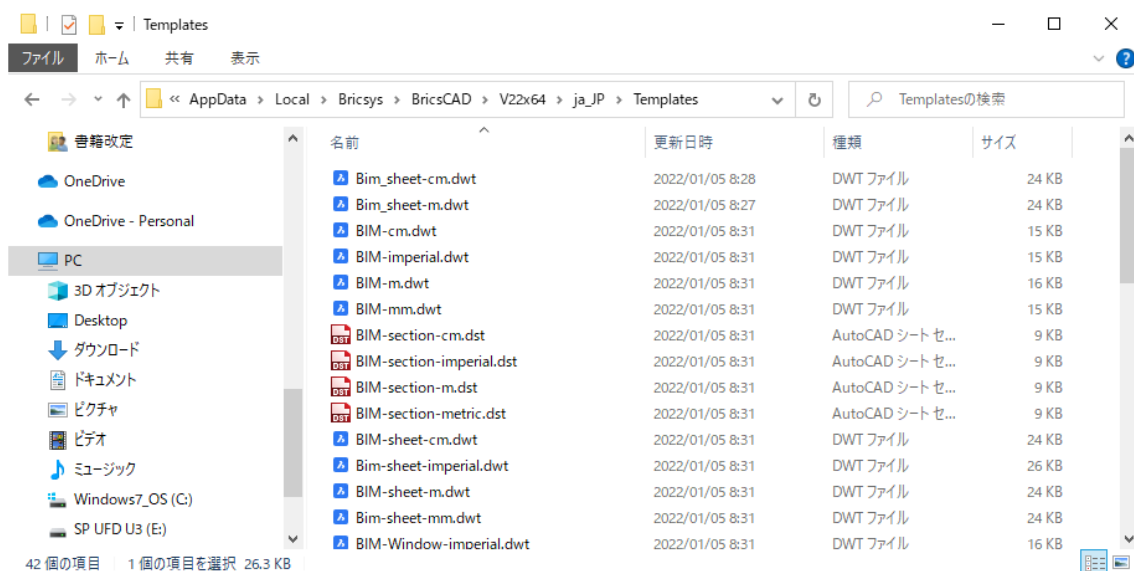 Templates
ファイル ホーム 共有 表示
« AppData > Local > Bricsys > BricsCAD > V22x64 > ja_JP > Templates Templatesの検索
書籍改定
OneDrive
OneDrive - Personal
PC
3D オブジェクト
Desktop
ダウンロード
ドキュメント
ピクチャ
ビデオ
ミュージック
Windows7_OS (C:)
SP UFD U3 (E:)
名前 更新日時 種類 サイズ
Bim_sheet-cm.dwt 2022/01/05 8:28 DWT ファイル 24 KB
Bim_sheet-m.dwt 2022/01/05 8:27 DWT ファイル 24 KB
BIM-cm.dwt 2022/01/05 8:31 DWT ファイル 15 KB
BIM-imperial.dwt 2022/01/05 8:31 DWT ファイル 15 KB
BIM-m.dwt 2022/01/05 8:31 DWT ファイル 16 KB
BIM-mm.dwt 2022/01/05 8:31 DWT ファイル 15 KB
DST BIM-section-cm.dst 2022/01/05 8:31 AutoCAD シート セ... 9 KB
DST BIM-section-imperial.dst 2022/01/05 8:31 AutoCAD シート セ... 9 KB
DST BIM-section-m.dst 2022/01/05 8:31 AutoCAD シート セ... 9 KB
DST BIM-section-metric.dst 2022/01/05 8:31 AutoCAD シート セ... 9 KB
BIM-sheet-cm.dwt 2022/01/05 8:31 DWT ファイル 24 KB
Bim-sheet-imperial.dwt 2022/01/05 8:31 DWT ファイル 26 KB
BIM-sheet-m.dwt 2022/01/05 8:31 DWT ファイル 24 KB
Bim-sheet-mm.dwt 2022/01/05 8:31 DWT ファイル 24 KB
BIM-Window-imperial.dwt 2022/01/05 8:31 DWT ファイル 16 KB
42 個の項目 1 個の項目を選択 26.3 KB